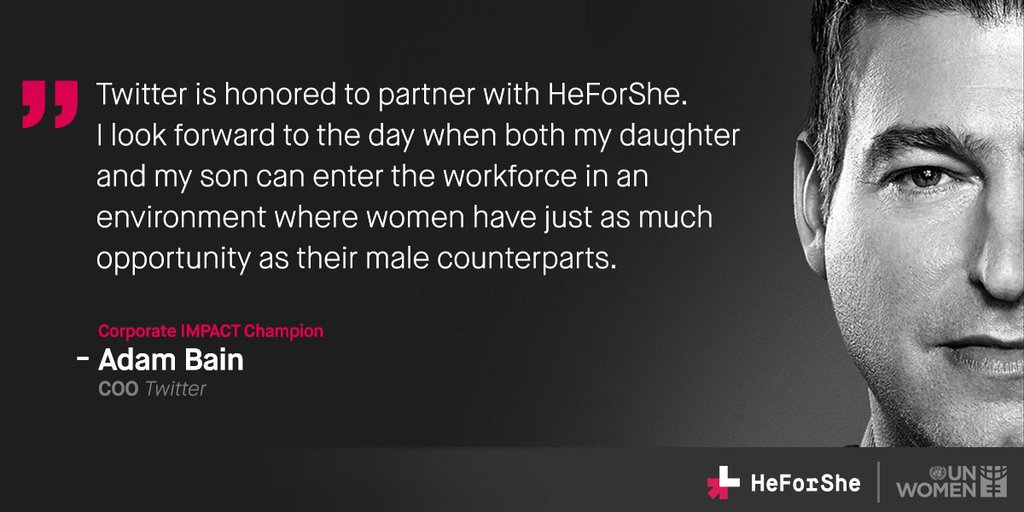 ”
Twitter is honored to partner with HeForShe.
I look forward to the day when both my daughter
and my son can enter the workforce in an
environment where women have just as much
opportunity as their male counterparts.
Corporate IMPACT Champion
– Adam Bain
COO Twitter
HeForShe
UN
WOMEN